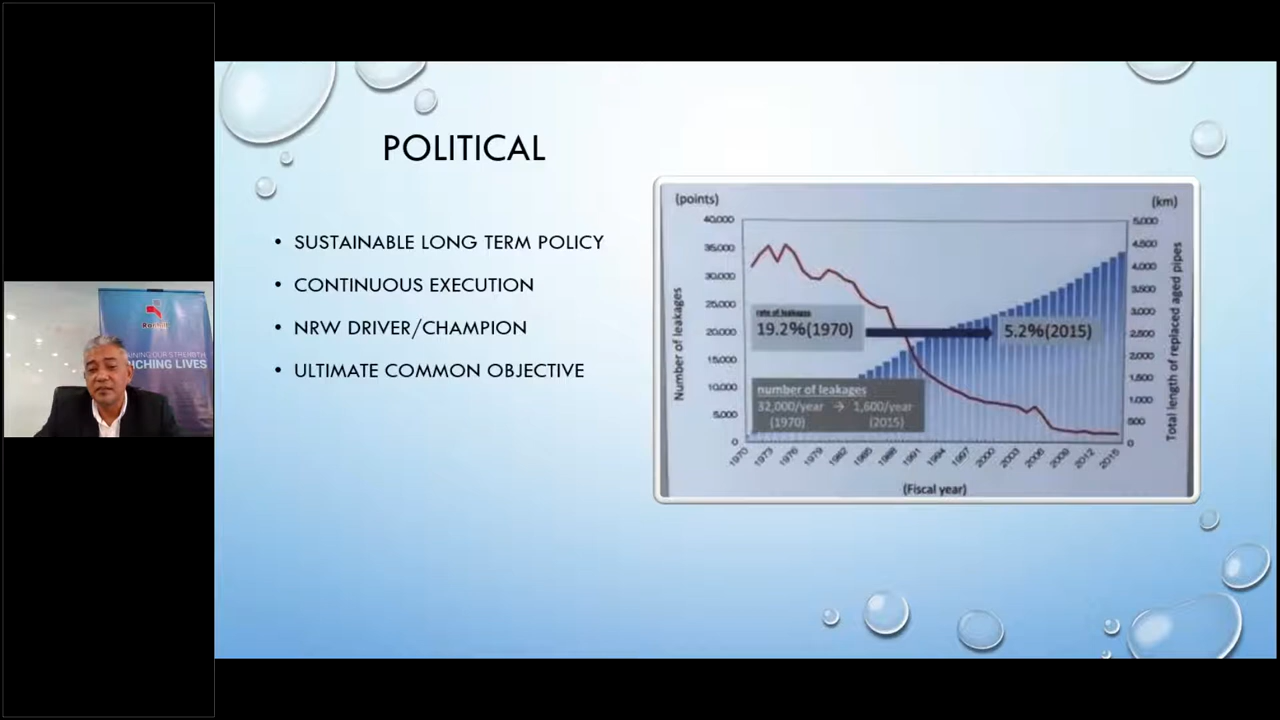 POLITICAL
• SUSTAINABLE LONG TERM POLICY
• CONTINUOUS EXECUTION
• NRW DRIVER/CHAMPION
• ULTIMATE COMMON OBJECTIVE
(points)
(km)
40,000
35,000
30,000
25,000
20,000
15,000
10,000
5,000
0
Number of leakages
5,000
4,500
4,000
3,500
3,000
2,500
2,000
1,500
1,000
500
0
Total length of replaced aged pipes
rate of leakages
19.2%(1970)
5.2%(2015)
number of leakages
32,000/year → 1,600/year
(1970) (2015)
1970 1973 1976 1979 1982 1985 1988 1991 1994 1997 2000 2003 2006 2009 2012 2015
(Fiscal year)
STRENGTH
LIVES